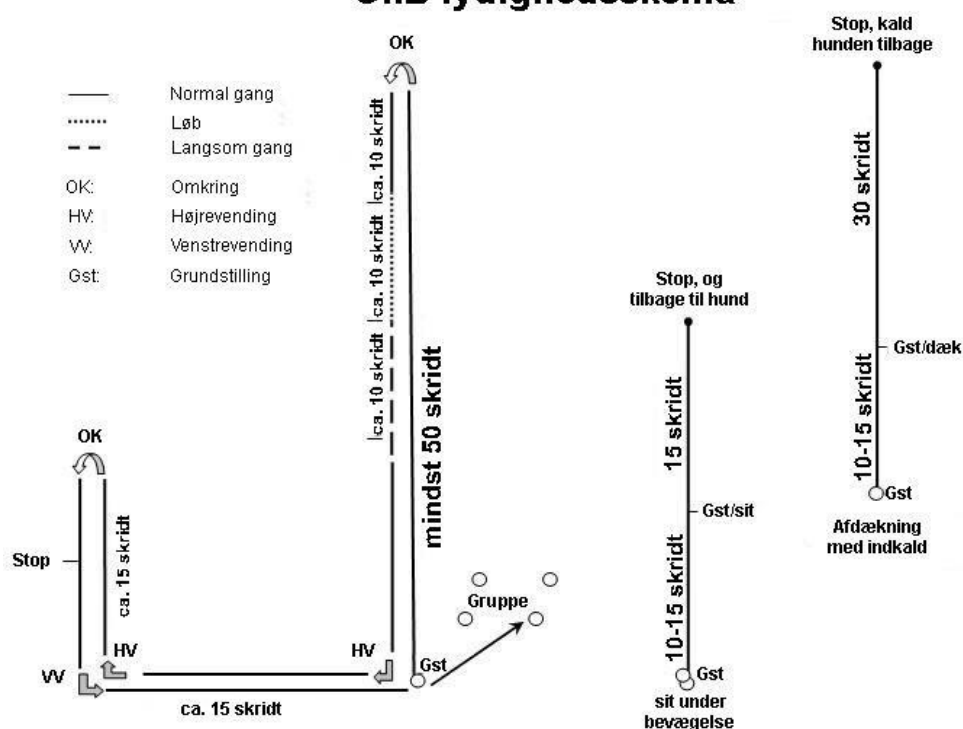 OK
Stop, kald
hunden tilbage
Normal gang
Løb
Langsom gang
OK: Omkring
HV: Højrevending
VV: Venstrevending
Gst: Grundstilling
ca. 10 skridt
ca. 10 skridt
ca. 10 skridt
mindst 50 skridt
OK
Stop
ca. 15 skridt
HV
VV
ca. 15 skridt
HV
Gst
Gruppe
Stop, og
tilbage til hund
15 skridt
Gst/sit
10-15 skridt
Gst
sit under
bevægelse
30 skridt
Gst/dæk
10-15 skridt
Gst
Afdækning
med indkald